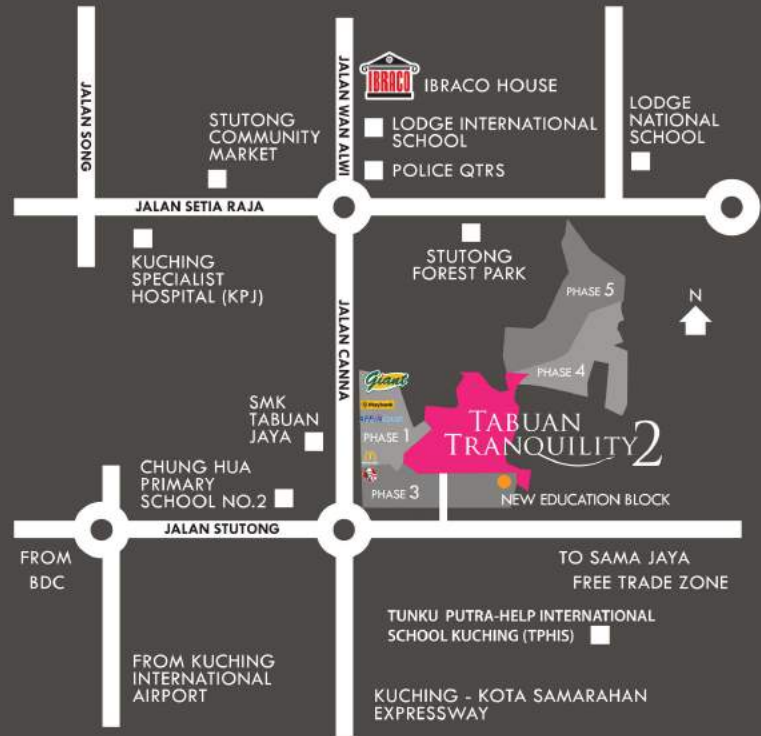 IBRACO
IBRACO HOUSE
JALAN SONG
JALAN WAN ALWI
LODGE INTERNATIONAL
SCHOOL
LODGE
NATIONAL
SCHOOL
STUTONG
COMMUNITY
MARKET
POLICE QTRS
JALAN SETIA RAJA
KUCHING
SPECIALIST
HOSPITAL (KPJ)
STUTONG
FOREST PARK
PHASE 5
N
JALAN CANNA
PHASE 4
Giant
Maybank
SMK
TABUAN
JAYA
PHASE 1
TABUAN
TRANQUILITY 2
CHUNG HUA
PRIMARY
SCHOOL NO.2
PHASE 3
NEW EDUCATION BLOCK
JALAN STUTONG
FROM
BDC
TO SAMA JAYA
FREE TRADE ZONE
TUNKU PUTRA-HELP INTERNATIONAL
SCHOOL KUCHING (TPHIS)
FROM KUCHING
INTERNATIONAL
AIRPORT
KUCHING - KOTA SAMARAHAN
EXPRESSWAY